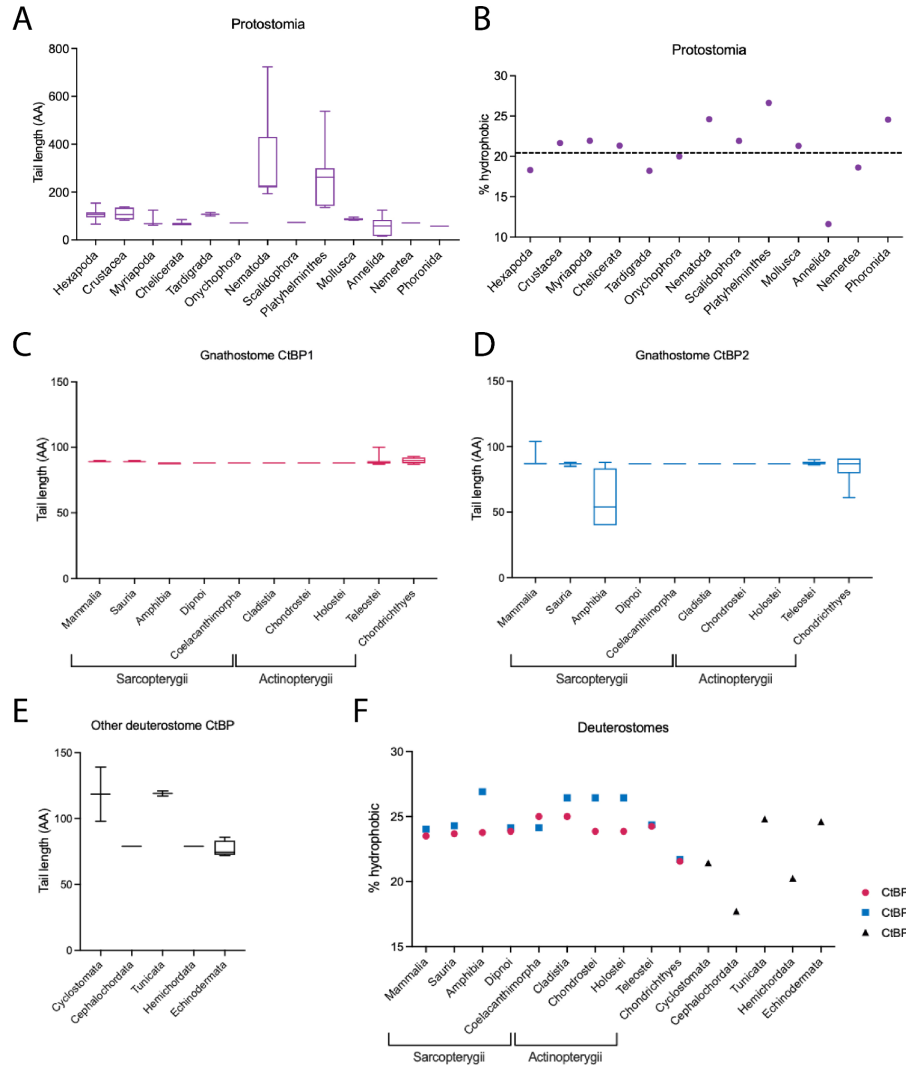 A
Protostomia
Tail length (AA)
800
600
400
200
0
Hexapoda
Crustacea
Myriapoda
Chelicerata
Tardigrada
Onychophora
Nematoda
Scalidophora
Platyhelminthes
Mollusca
Annelida
Nemertea
Phoronida
B
Protostomia
% hydrophobic
30
25
20
15
10
Hexapoda
Crustacea
Myriapoda
Chelicerata
Tardigrada
Onychophora
Nematoda
Scalidophora
Platyhelminthes
Mollusca
Annelida
Nemertea
Phoronida
C
Gnathostome CtBP1
Tail length (AA)
150
100
50
0
Mammalia
Sauria
Amphibia
Dipnoi
Coelacanthimorpha
Cladistia
Chondrostei
Holostei
Teleostei
Chondrichthyes
Sarcopterygii
Actinopterygii
D
Gnathostome CtBP2
Tail length (AA)
150
100
50
0
Mammalia
Sauria
Amphibia
Dipnoi
Coelacanthimorpha
Cladistia
Chondrostei
Holostei
Teleostei
Chondrichthyes
Sarcopterygii
Actinopterygii
E
Other deuterostome CtBP
Tail length (AA)
150
100
50
0
Cyclostomata
Cephalochordata
Tunicata
Hemichordata
Echinodermata
F
Deuterostomes
% hydrophobic
30
25
20
15
Mammalia
Sauria
Amphibia
Dipnoi
Coelacanthimorpha
Cladistia
Chondrostei
Holostei
Teleostei
Chondrichthyes
Cyclostomata
Cephalochordata
Tunicata
Hemichordata
Echinodermata
Sarcopterygii
Actinopterygii
CtBP
CtBP
CtBP